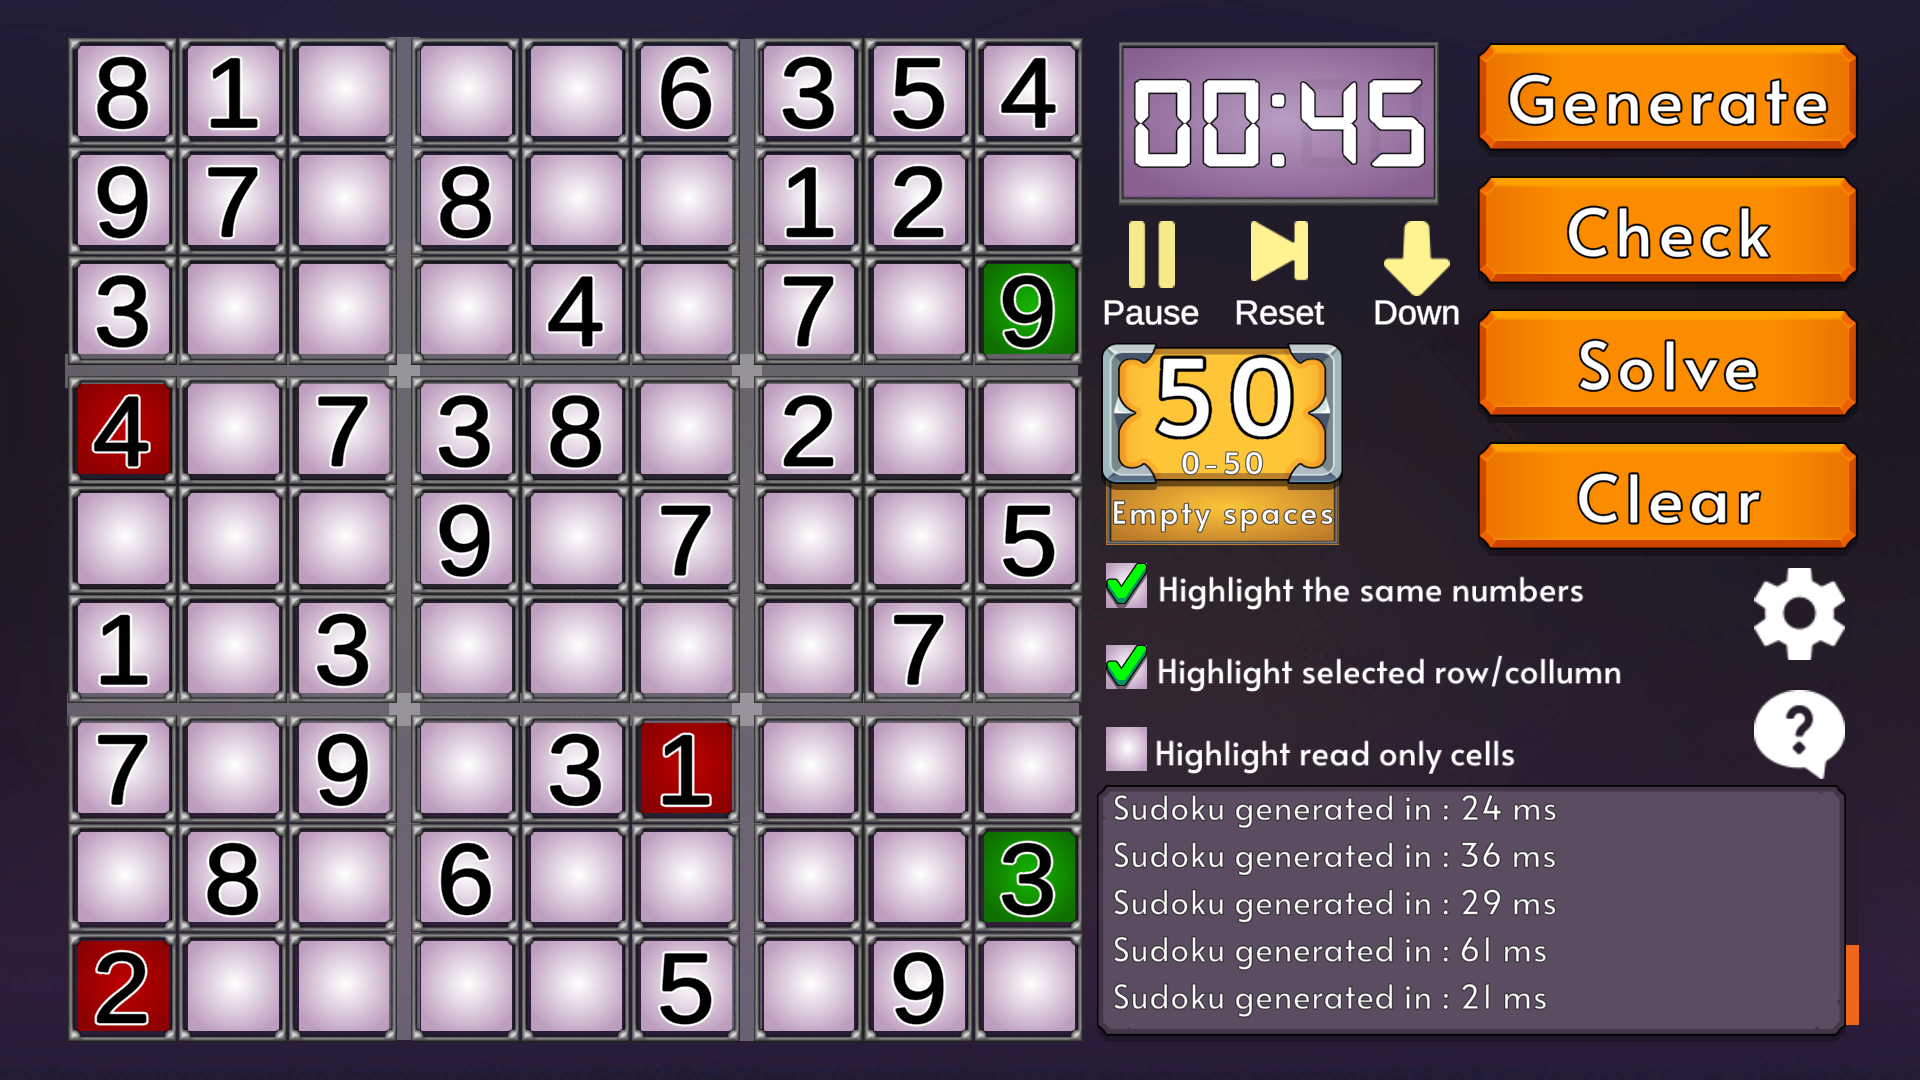 8 1 6 3 5 4
9 7 8 1 2
3 4 7 9
4 7 3 8 2
9 7 5
1 3 7
7 9 3 1
8 6 3
2 5 9
00:45
Pause Reset Down
50
0-50
Empty spaces
Generate
Check
Solve
Clear
Highlight the same numbers
Highlight selected row/collumn
Highlight read only cells
?
Sudoku generated in : 24 ms
Sudoku generated in : 36 ms
Sudoku generated in : 29 ms
Sudoku generated in : 61 ms
Sudoku generated in : 21 ms